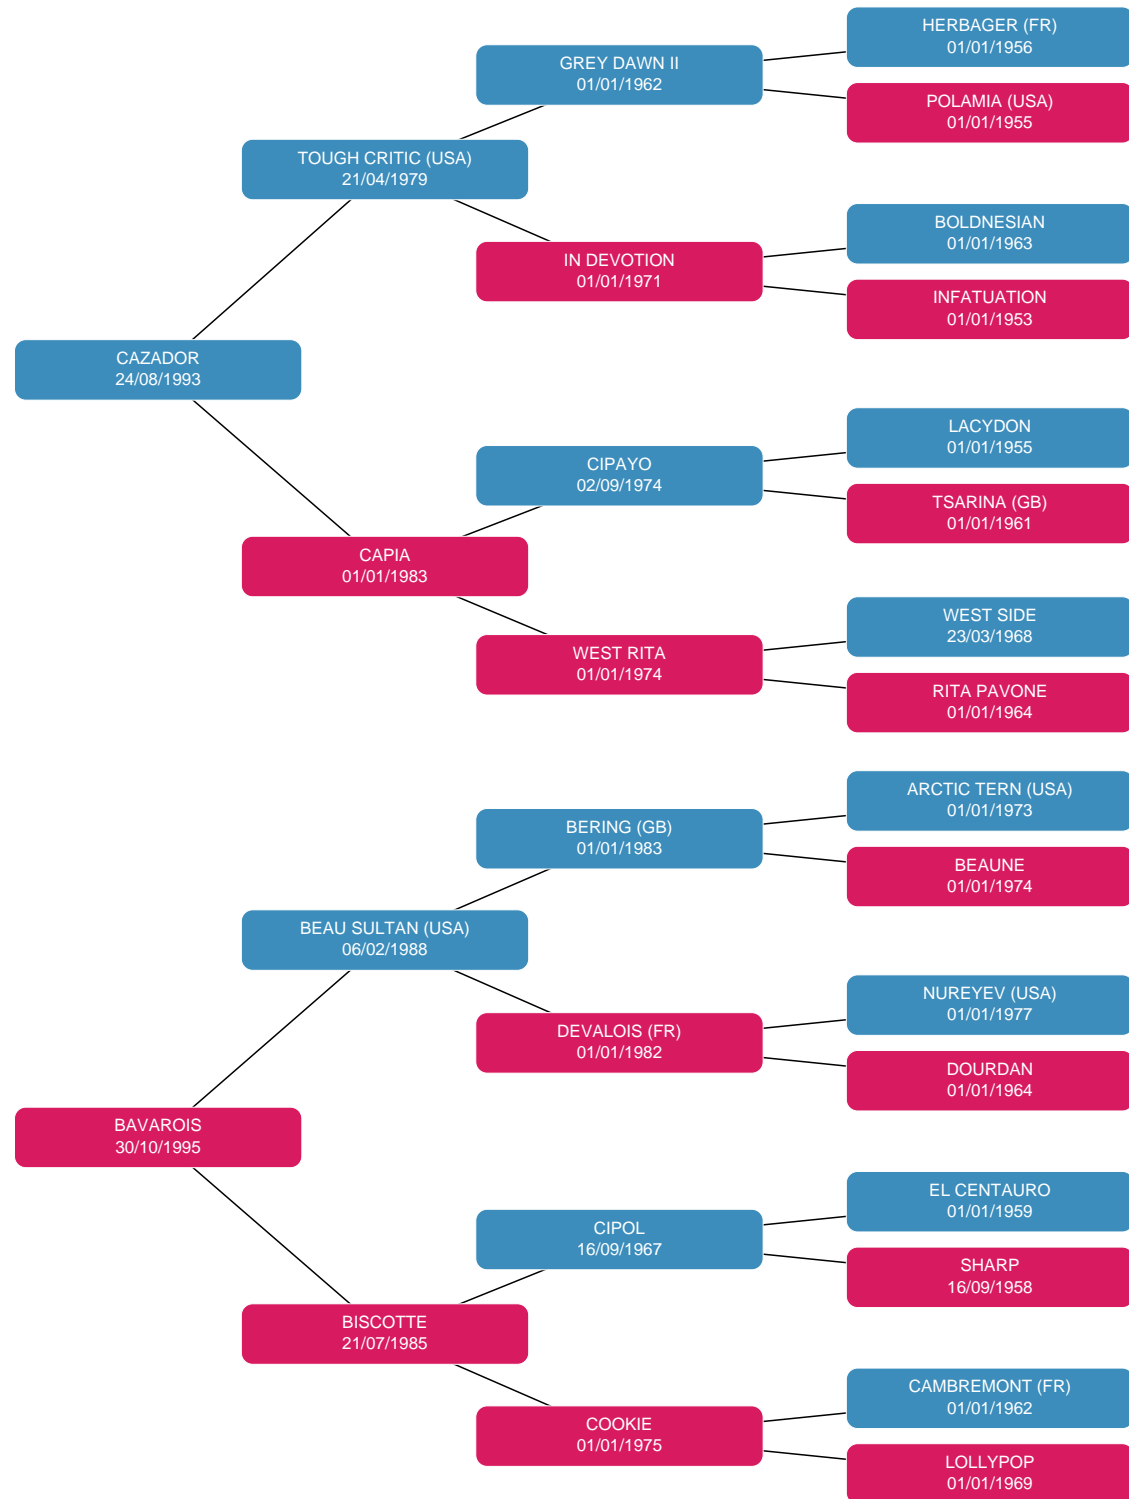 HERBAGER (FR)
01/01/1956
GREY DAWN II
01/01/1962
POLAMIA (USA)
01/01/1955
TOUGH CRITIC (USA)
21/04/1979
BOLDNESIAN
01/01/1963
IN DEVOTION
01/01/1971
INFATUATION
01/01/1953
CAZADOR
24/08/1993
LACYDON
01/01/1955
CIPAYO
02/09/1974
TSARINA (GB)
01/01/1961
CAPIA
01/01/1983
WEST SIDE
23/03/1968
WEST RITA
01/01/1974
RITA PAVONE
01/01/1964
ARCTIC TERN (USA)
01/01/1973
BERING (GB)
01/01/1983
BEAUNE
01/01/1974
BEAU SULTAN (USA)
06/02/1988
NUREYEV (USA)
01/01/1977
DEVALOIS (FR)
01/01/1982
DOURDAN
01/01/1964
BAVAROIS
30/10/1995
EL CENTAURO
01/01/1959
CIPOL
16/09/1967
SHARP
16/09/1958
BISCOTTE
21/07/1985
CAMBREMONT (FR)
01/01/1962
COOKIE
01/01/1975
LOLLYPOP
01/01/1969